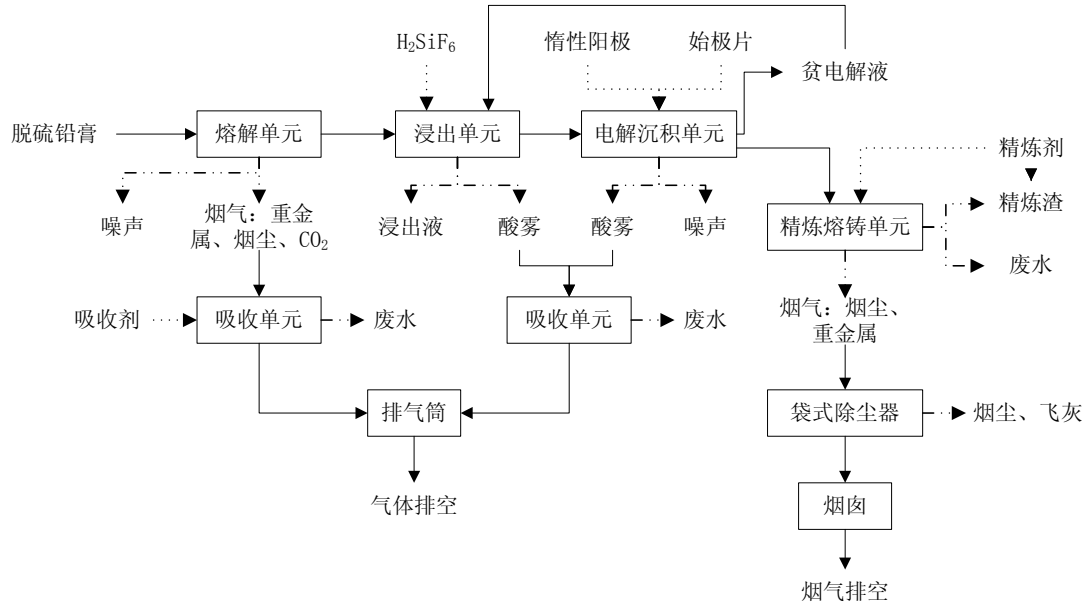 H₂SiF₆
惰性阳极
始极片
贫电解液
脱硫铅膏
熔解单元
浸出单元
电解沉积单元
精炼剂
噪声
烟气：重金
属、烟尘、CO₂
浸出液
酸雾
酸雾
噪声
精炼熔铸单元
精炼渣
废水
吸收剂
吸收单元
废水
吸收单元
废水
烟气：烟尘、
重金属
排气筒
袋式除尘器
烟尘、飞灰
气体排空
烟囱
烟气排空